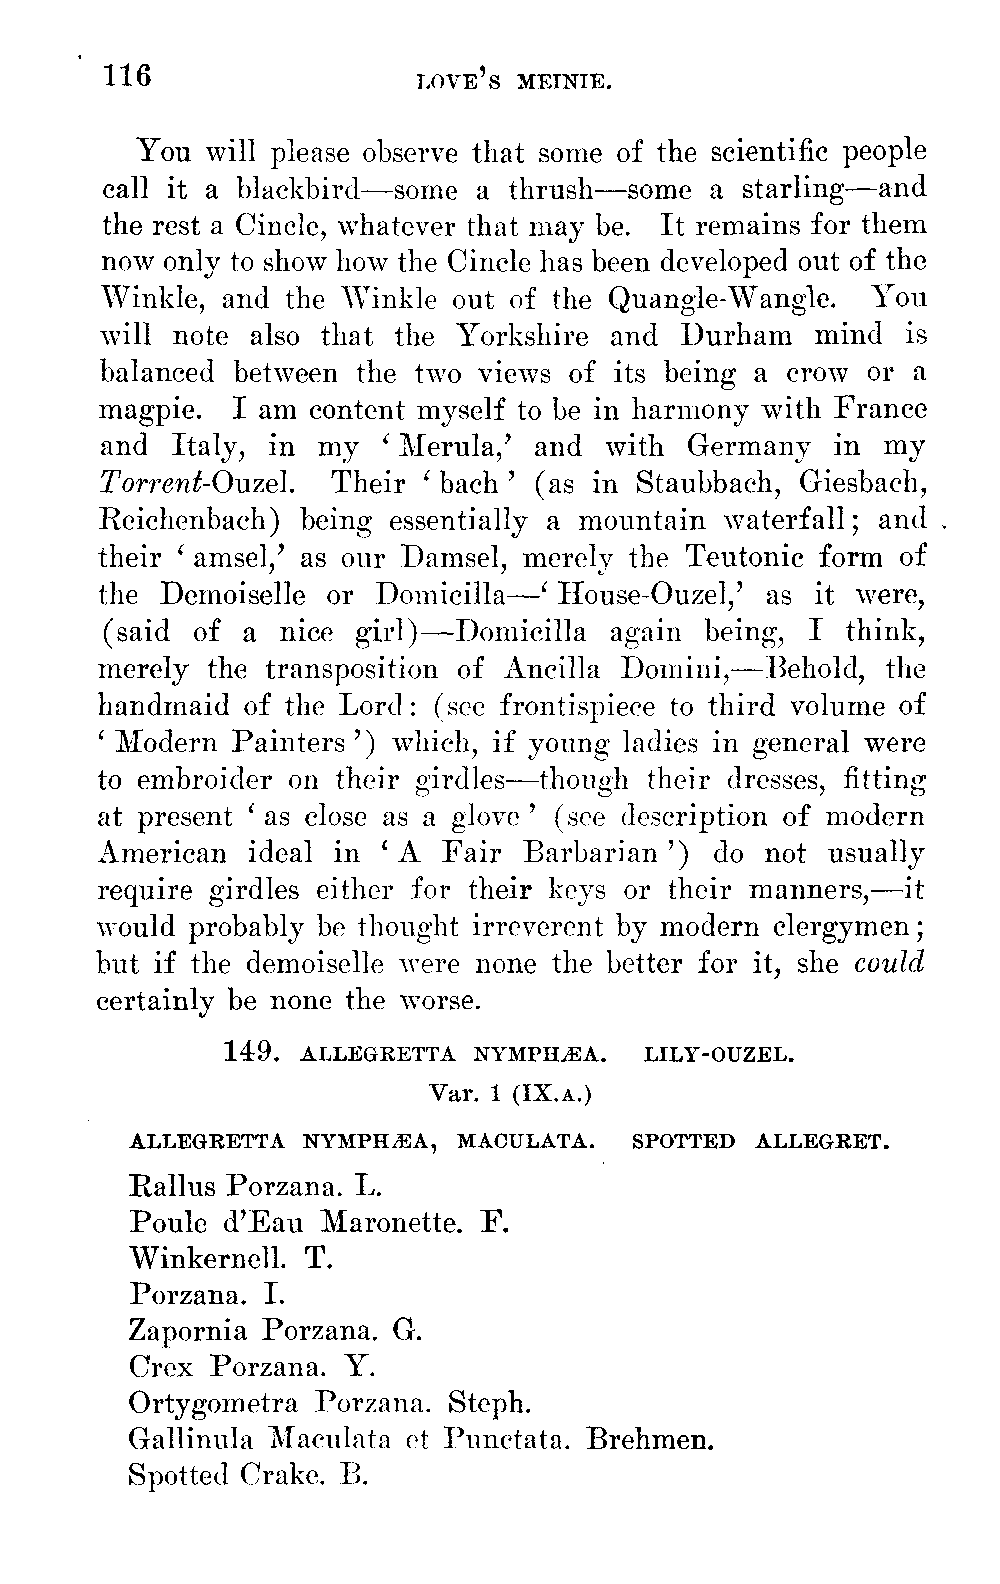 116 LOVE'S MEINIE.
You will please observe that some of the scientific people
call it a blackbird—some a thrush—some a starling—and
the rest a Cincle, whatever that may be. It remains for them
now only to show how the Cincle has been developed out of the
Winkle, and the Winkle out of the Quangle-Wangle. You
will note also that the Yorkshire and Durham mind is
balanced between the two views of its being a crow or a
magpie. I am content myself to be in harmony with France
and Italy, in my ‘Merula,’ and with Germany in my
Torrent-Ouzel. Their ‘bach’ (as in Staubbach, Giesbach,
Reichenbach) being essentially a mountain waterfall; and
their ‘amsel,’ as our Damsel, merely the Teutonic form of
the Demoiselle or Domicilla—‘House-Ouzel,’ as it were,
(said of a nice girl)—Domicilla again being, I think,
merely the transposition of Ancilla Domini,—Behold, the
handmaid of the Lord: (see frontispiece to third volume of
‘Modern Painters’) which, if young ladies in general were
to embroider on their girdles—though their dresses, fitting
at present ‘as close as a glove’ (see description of modern
American ideal in ‘A Fair Barbarian’) do not usually
require girdles either for their keys or their manners,—it
would probably be thought irreverent by modern clergymen;
but if the demoiselle were none the better for it, she could
certainly be none the worse.
149. ALLEGRETTA NYMPHÆA. LILY-OUZEL.
Var. 1 (IX.A.)
ALLEGRETTA NYMPHÆA, MACULATA. SPOTTED ALLEGRET.
Rallus Porzana. L.
Poule d'Eau Maronette. F.
Winkernell. T.
Porzana. I.
Zapornia Porzana. G.
Crex Porzana. Y.
Ortygometra Porzana. Steph.
Gallinula Maculata et Punctata. Brehmen.
Spotted Crake. B.